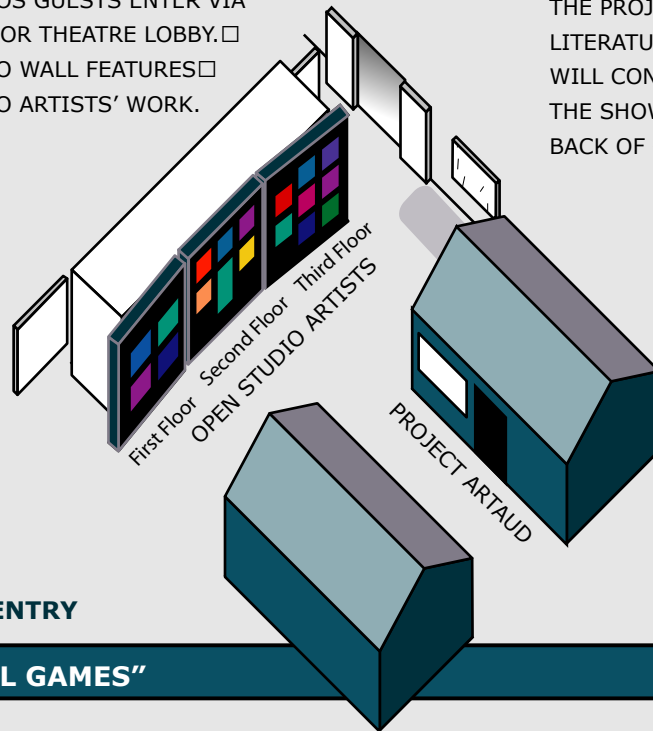 OS GUESTS ENTER VIA
OR THEATRE LOBBY.□
O WALL FEATURES□
O ARTISTS’ WORK.
THE PROJ
LITERATU
WILL CON
THE SHOW
BACK OF
First Floor Second Floor Third Floor
OPEN STUDIO ARTISTS
PROJECT ARTAUD
ENTRY
L GAMES”